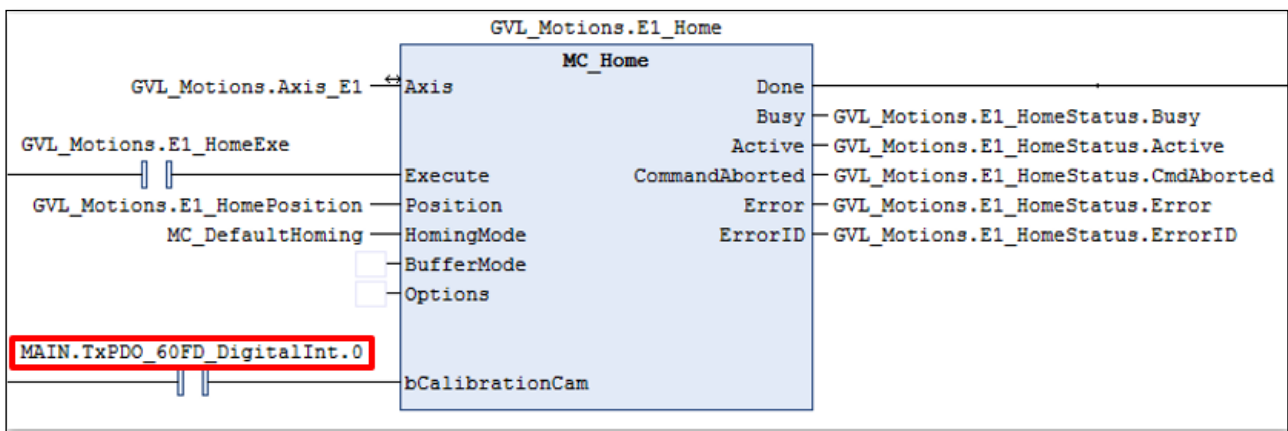 GVL_Motions.E1_Home
MC_Home
GVL_Motions.Axis_E1 Axis Done
Busy GVL_Motions.E1_HomeStatus.Busy
GVL_Motions.E1_HomeExe Active GVL_Motions.E1_HomeStatus.Active
Execute CommandAborted GVL_Motions.E1_HomeStatus.CmdAborted
GVL_Motions.E1_HomePosition Position Error GVL_Motions.E1_HomeStatus.Error
MC_DefaultHoming HomingMode ErrorID GVL_Motions.E1_HomeStatus.ErrorID
BufferMode
Options
MAIN.TxPDO_60FD_DigitalInt.0
bCalibrationCam